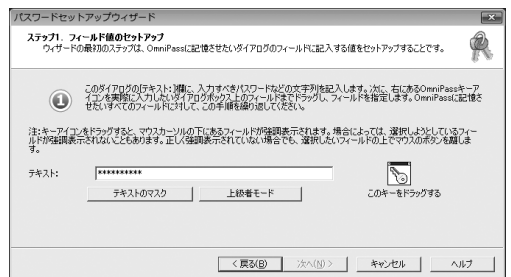 パスワードセットアップウィザード
ステップ1. フィールド値のセットアップ
ウィザードの最初のステップは、OmniPassに記憶させたいダイアログのフィールドに記入する値をセットアップすることです。
1
このダイアログの[テキスト:]欄に、入力すべきパスワードなどの文字列を記入します。次に、右にあるOmniPassキーア
イコンを実際に入力したいダイアログボックス上のフィールドまでドラッグし、フィールドを指定します。OmniPassに記憶さ
せたいすべてのフィールドに対して、この手順を繰り返してください。
注:キーアイコンをドラッグすると、マウスカーソルの下にあるフィールドが強調表示されます。場合によっては、選択しようとしているフィー
ルドが強調表示されないこともあります。正しく強調表示されていない場合でも、選択したいフィールドの上でマウスのボタンを離しま
す。
テキスト: **********
テキストのマスク 上級者モード このキーをドラッグする
< 戻る(B) 次へ(N) > キャンセル ヘルプ